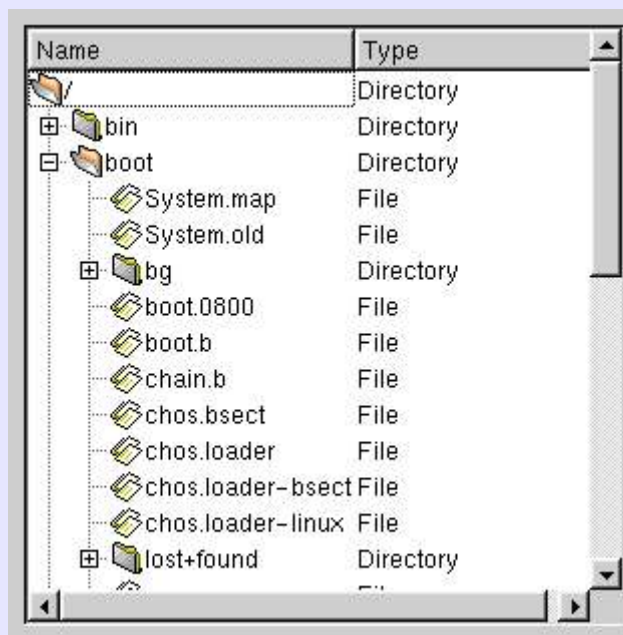 Name Type
/ Directory
bin Directory
boot Directory
System.map File
System.old File
bg Directory
boot.0800 File
boot.b File
chain.b File
chos.bsect File
chos.loader File
chos.loader-bsect File
chos.loader-linux File
lost+found Directory